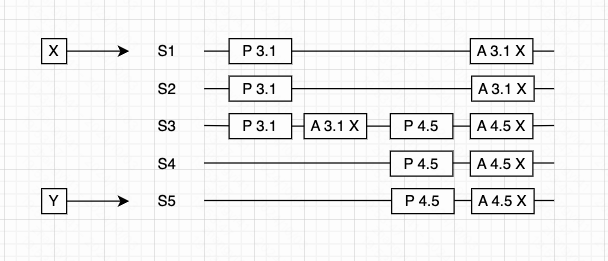 X S1 P 3.1 A 3.1 X
S2 P 3.1 A 3.1 X
S3 P 3.1 A 3.1 X P 4.5 A 4.5 X
S4 P 4.5 A 4.5 X
Y S5 P 4.5 A 4.5 X